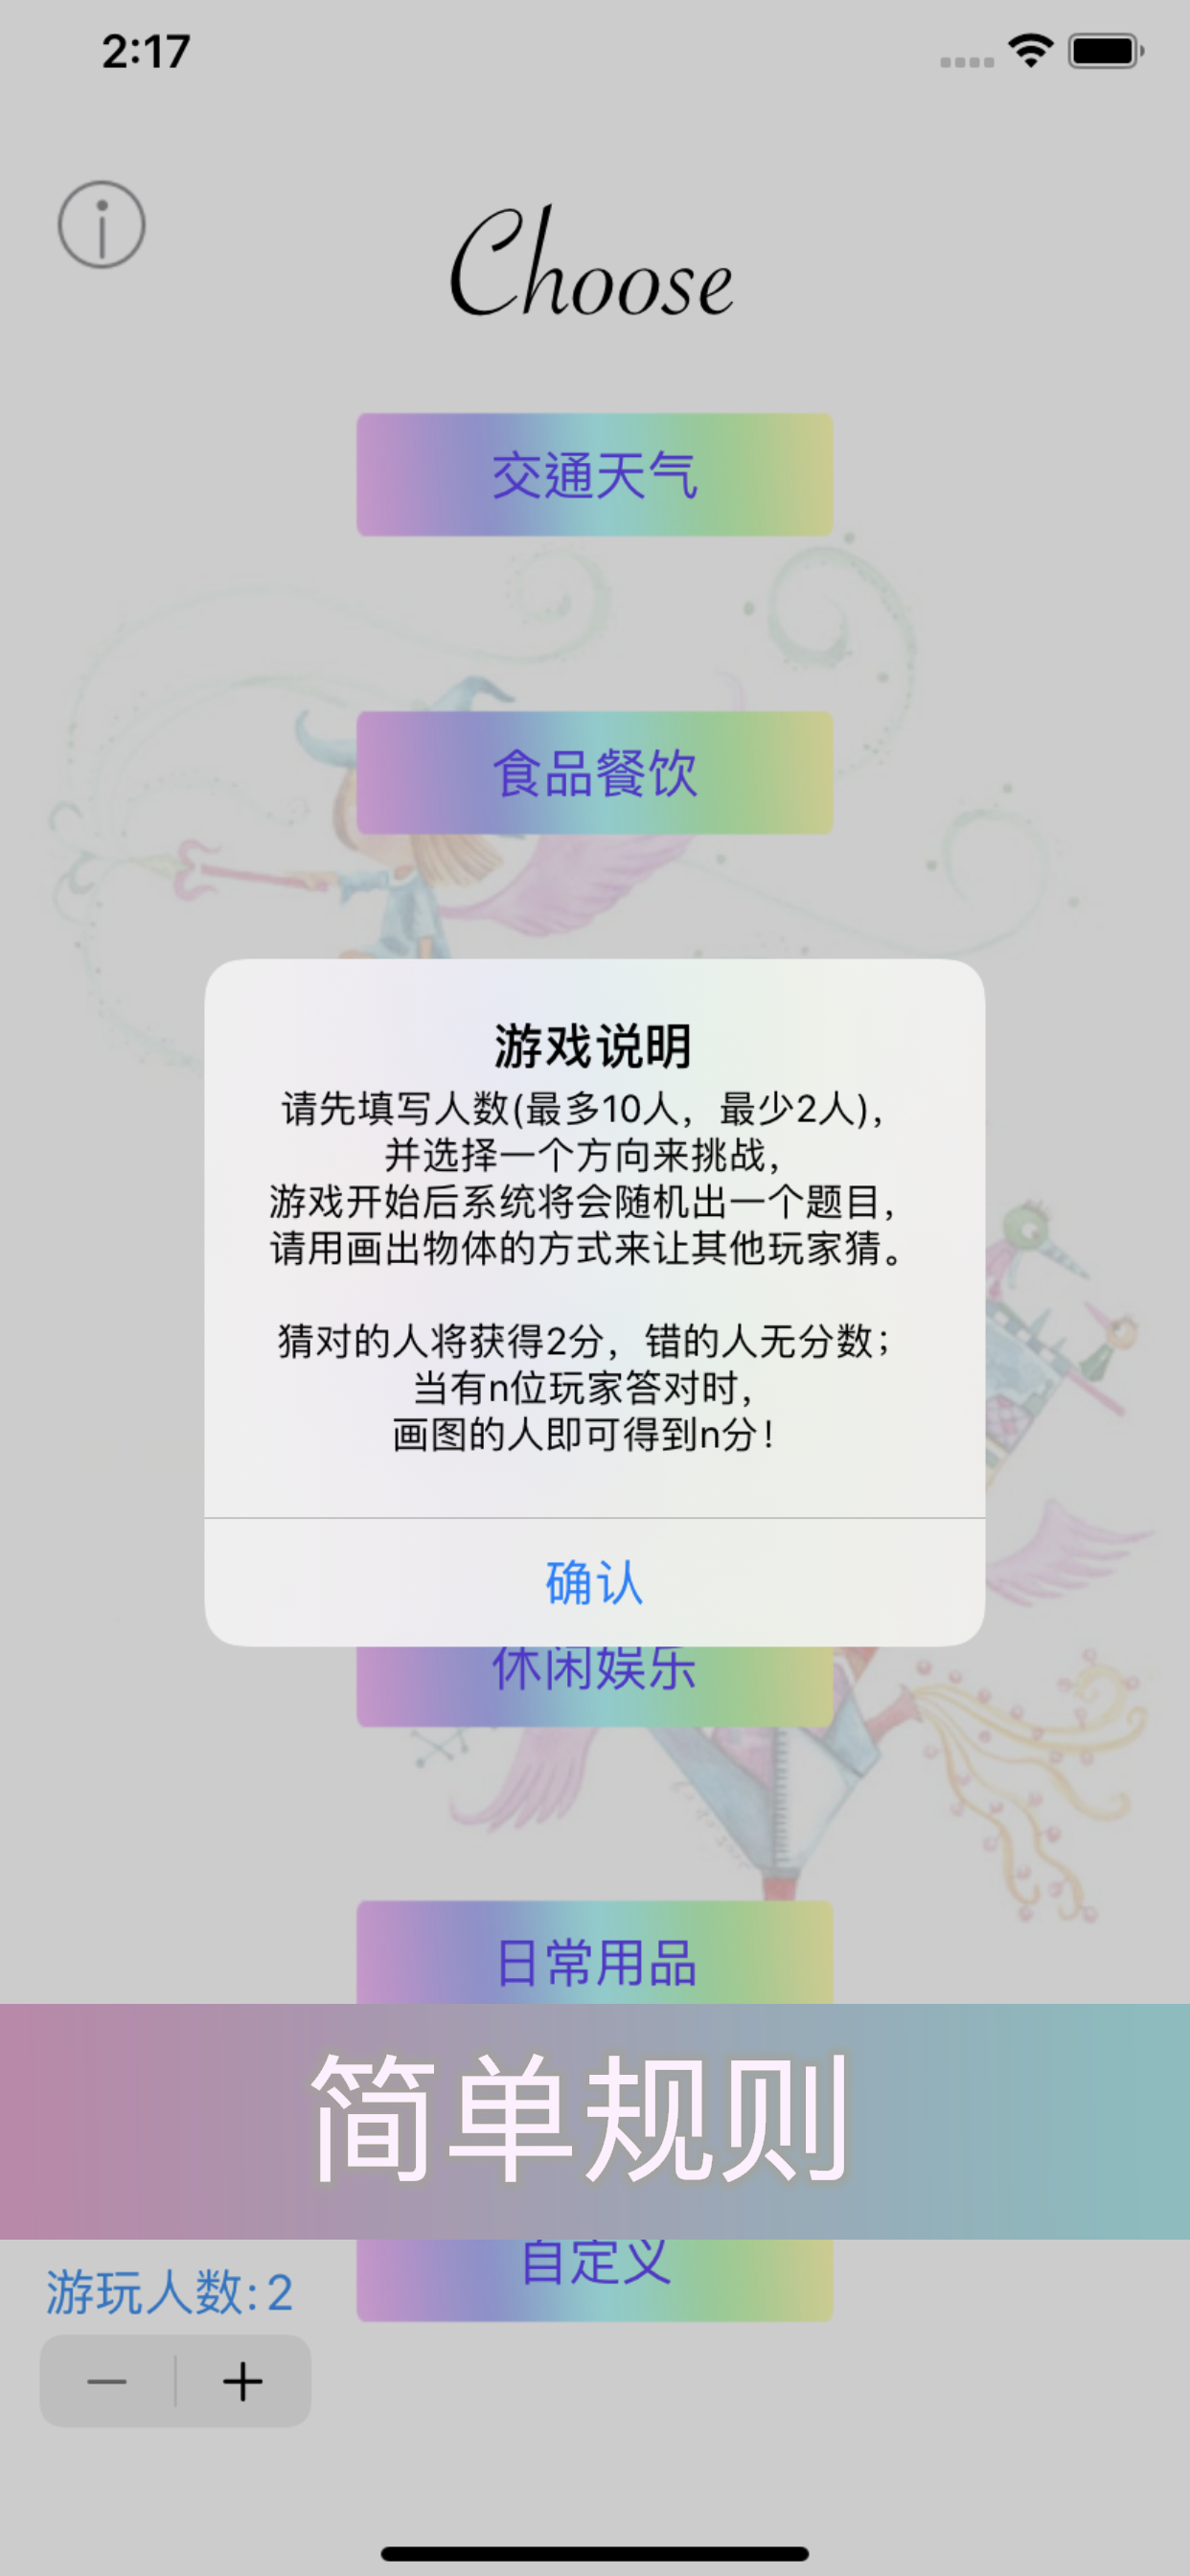 2:17
Choose
交通天气
食品餐饮
游戏说明
请先填写人数(最多10人，最少2人)，
并选择一个方向来挑战，
游戏开始后系统将会随机出一个题目，
请用画出物体的方式来让其他玩家猜。
猜对的人将获得2分，错的人无分数；
当有n位玩家答对时，
画图的人即可得到n分！
确认
休闲娱乐
日常用品
简单规则
自定义
游玩人数:2